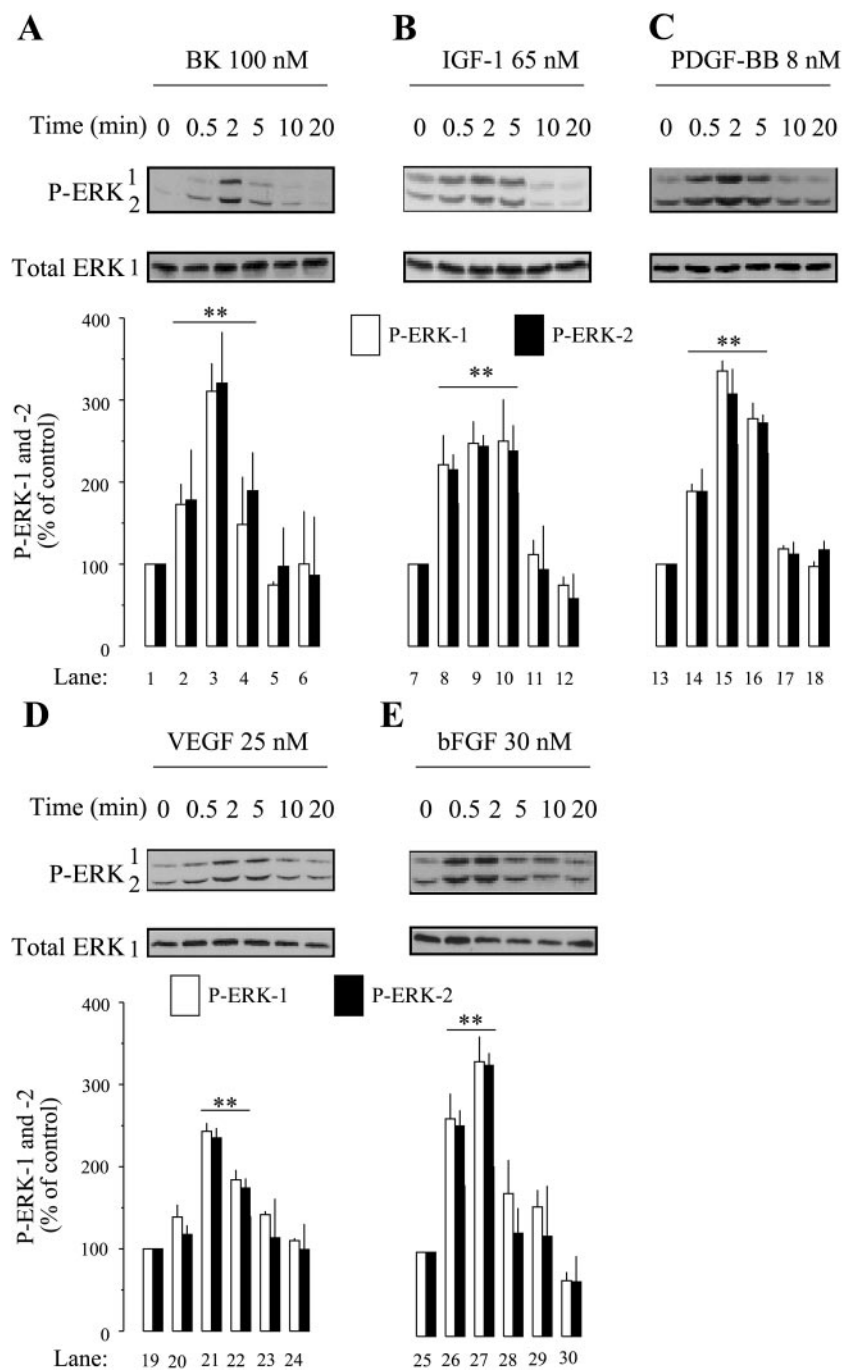 A
BK 100 nM
Time (min) 0 0.5 2 5 10 20
P-ERK 1
2
Total ERK 1
B
IGF-1 65 nM
0 0.5 2 5 10 20
C
PDGF-BB 8 nM
0 0.5 2 5 10 20
P-ERK-1 and -2
(% of control)
400
300
200
100
0
**
P-ERK-1
P-ERK-2
**
**
Lane: 1 2 3 4 5 6 7 8 9 10 11 12 13 14 15 16 17 18
D
VEGF 25 nM
Time (min) 0 0.5 2 5 10 20
P-ERK 1
2
Total ERK 1
E
bFGF 30 nM
0 0.5 2 5 10 20
P-ERK-1
P-ERK-2
P-ERK-1 and -2
(% of control)
400
300
200
100
0
**
**
Lane: 19 20 21 22 23 24 25 26 27 28 29 30